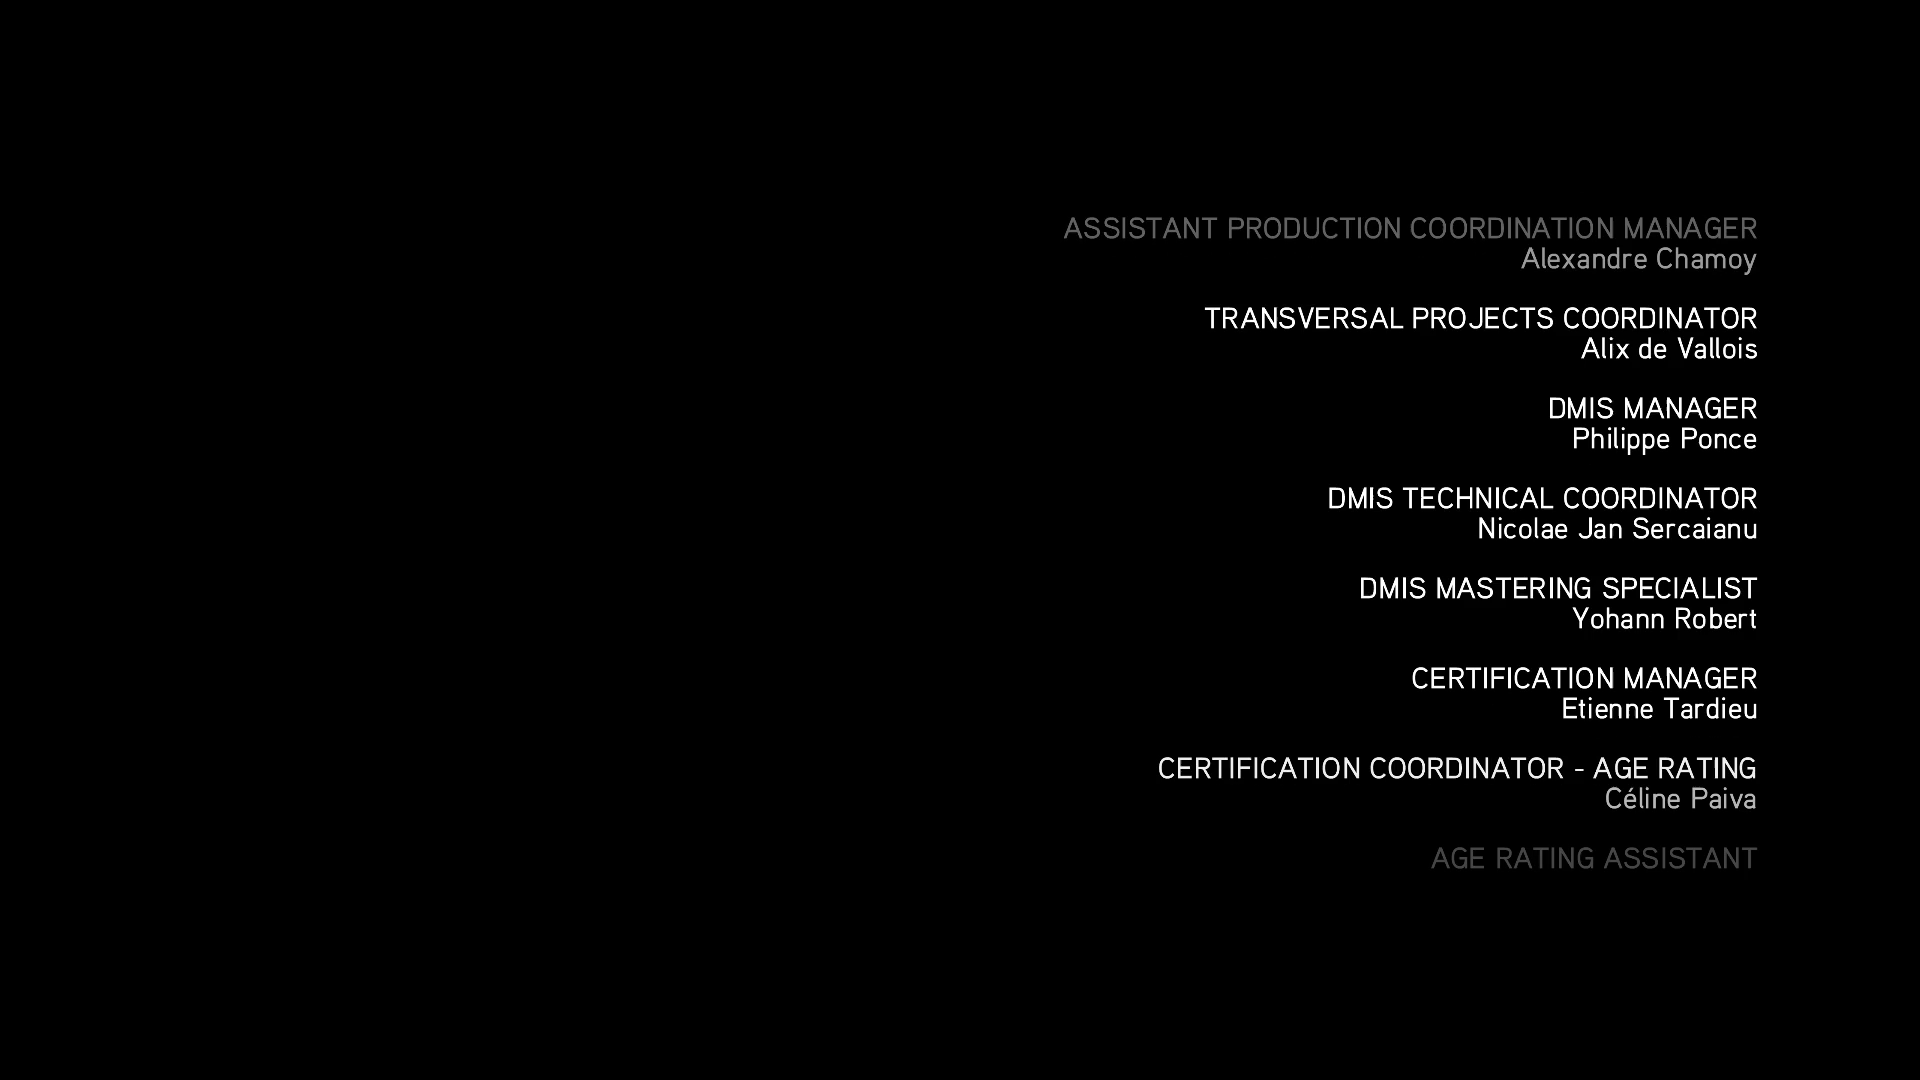 ASSISTANT PRODUCTION COORDINATION MANAGER
Alexandre Chamoy
TRANSVERSAL PROJECTS COORDINATOR
Alix de Vallois
DMIS MANAGER
Philippe Ponce
DMIS TECHNICAL COORDINATOR
Nicolae Jan Sercaianu
DMIS MASTERING SPECIALIST
Yohann Robert
CERTIFICATION MANAGER
Etienne Tardieu
CERTIFICATION COORDINATOR - AGE RATING
Céline Paiva
AGE RATING ASSISTANT